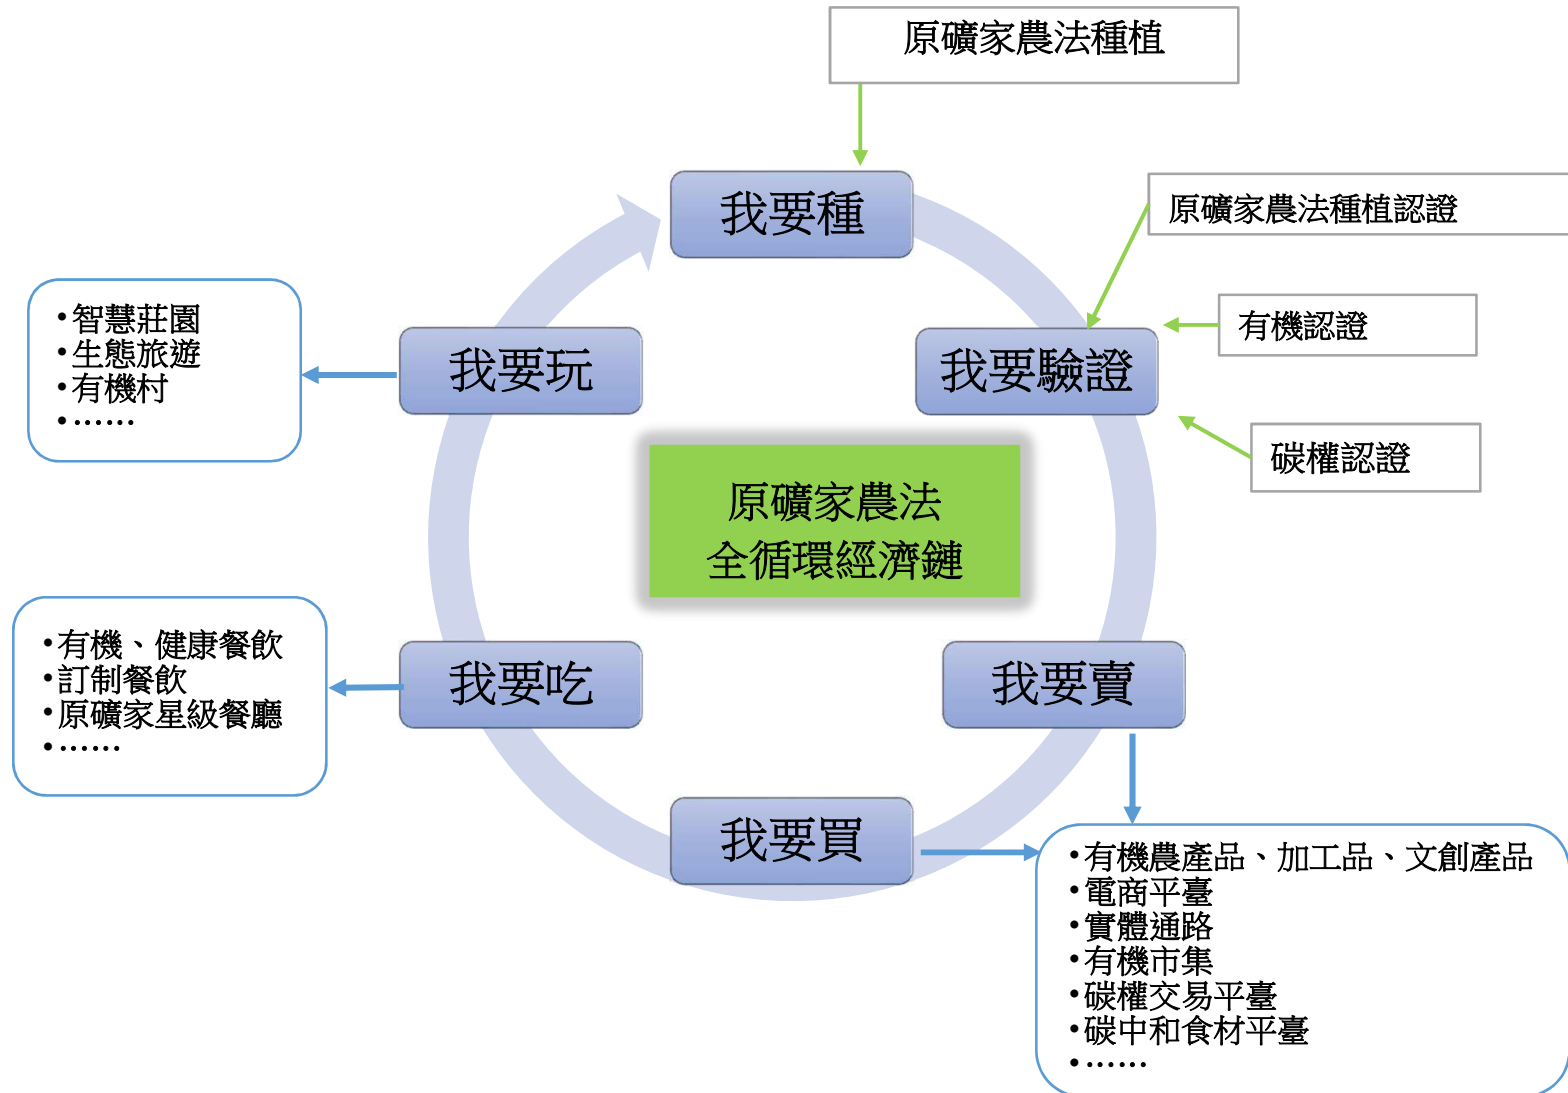 原礦家農法種植
我要種
原礦家農法種植認證
有機認證
我要驗證
碳權認證
原礦家農法
全循環經濟鏈
我要賣
我要買
•有機農產品、加工品、文創產品
•電商平臺
•實體通路
•有機市集
•碳權交易平臺
•碳中和食材平臺
•……
我要吃
•有機、健康餐飲
•訂制餐飲
•原礦家星級餐廳
•……
我要玩
•智慧莊園
•生態旅遊
•有機村
•……